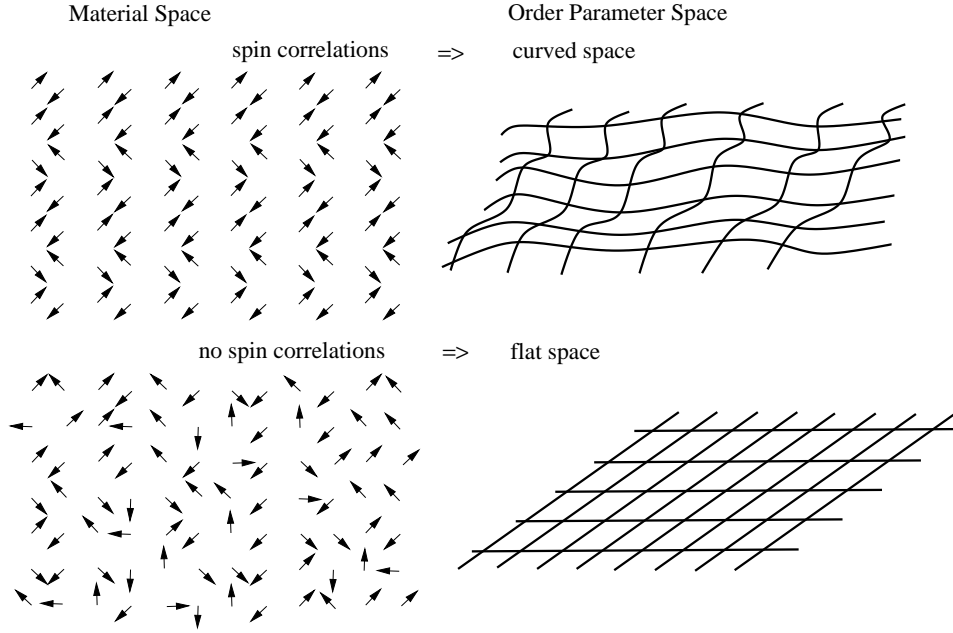 Material Space    Order Parameter Space
spin correlations => curved space
no spin correlations => flat space